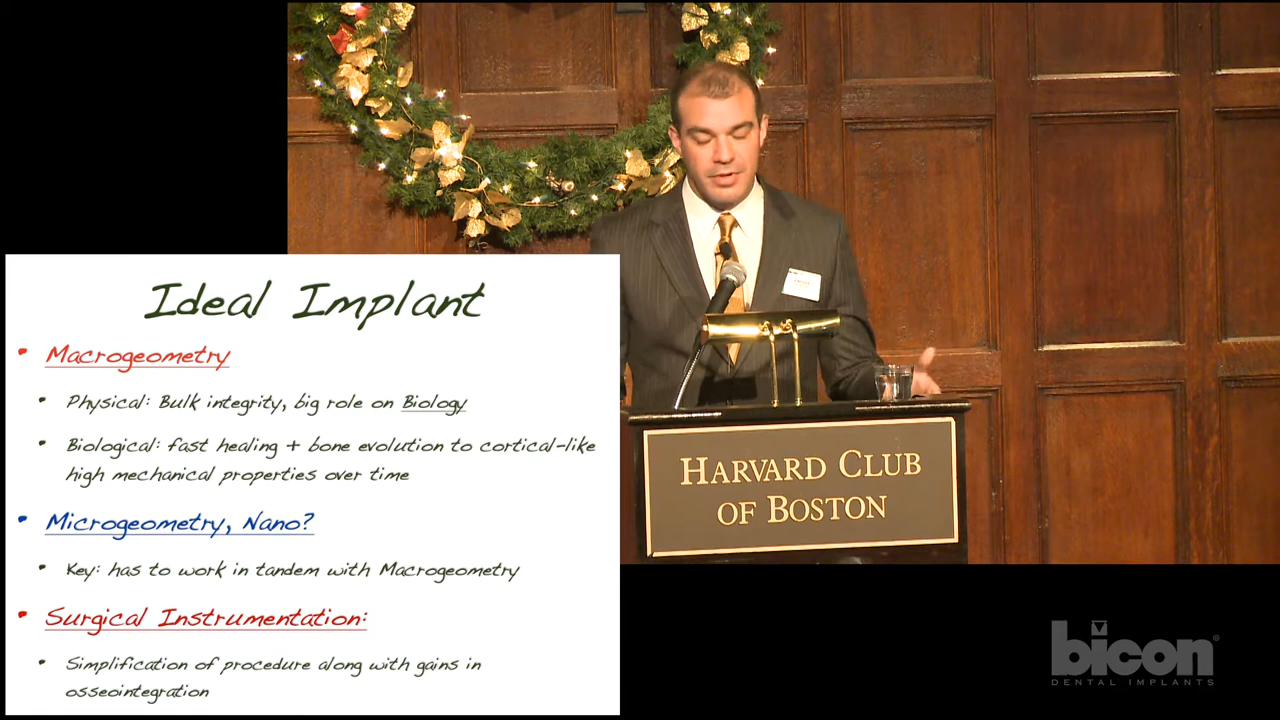 Ideal Implant
• Macrogeometry
• Physical: Bulk integrity, big role on Biology
• Biological: fast healing + bone evolution to cortical-like
high mechanical properties over time
• Microgeometry, Nano?
• Key: has to work in tandem with Macrogeometry
• Surgical Instrumentation:
• Simplification of procedure along with gains in
osseointegration
HARVARD CLUB
OF BOSTON
bicon®
DENTAL IMPLANTS